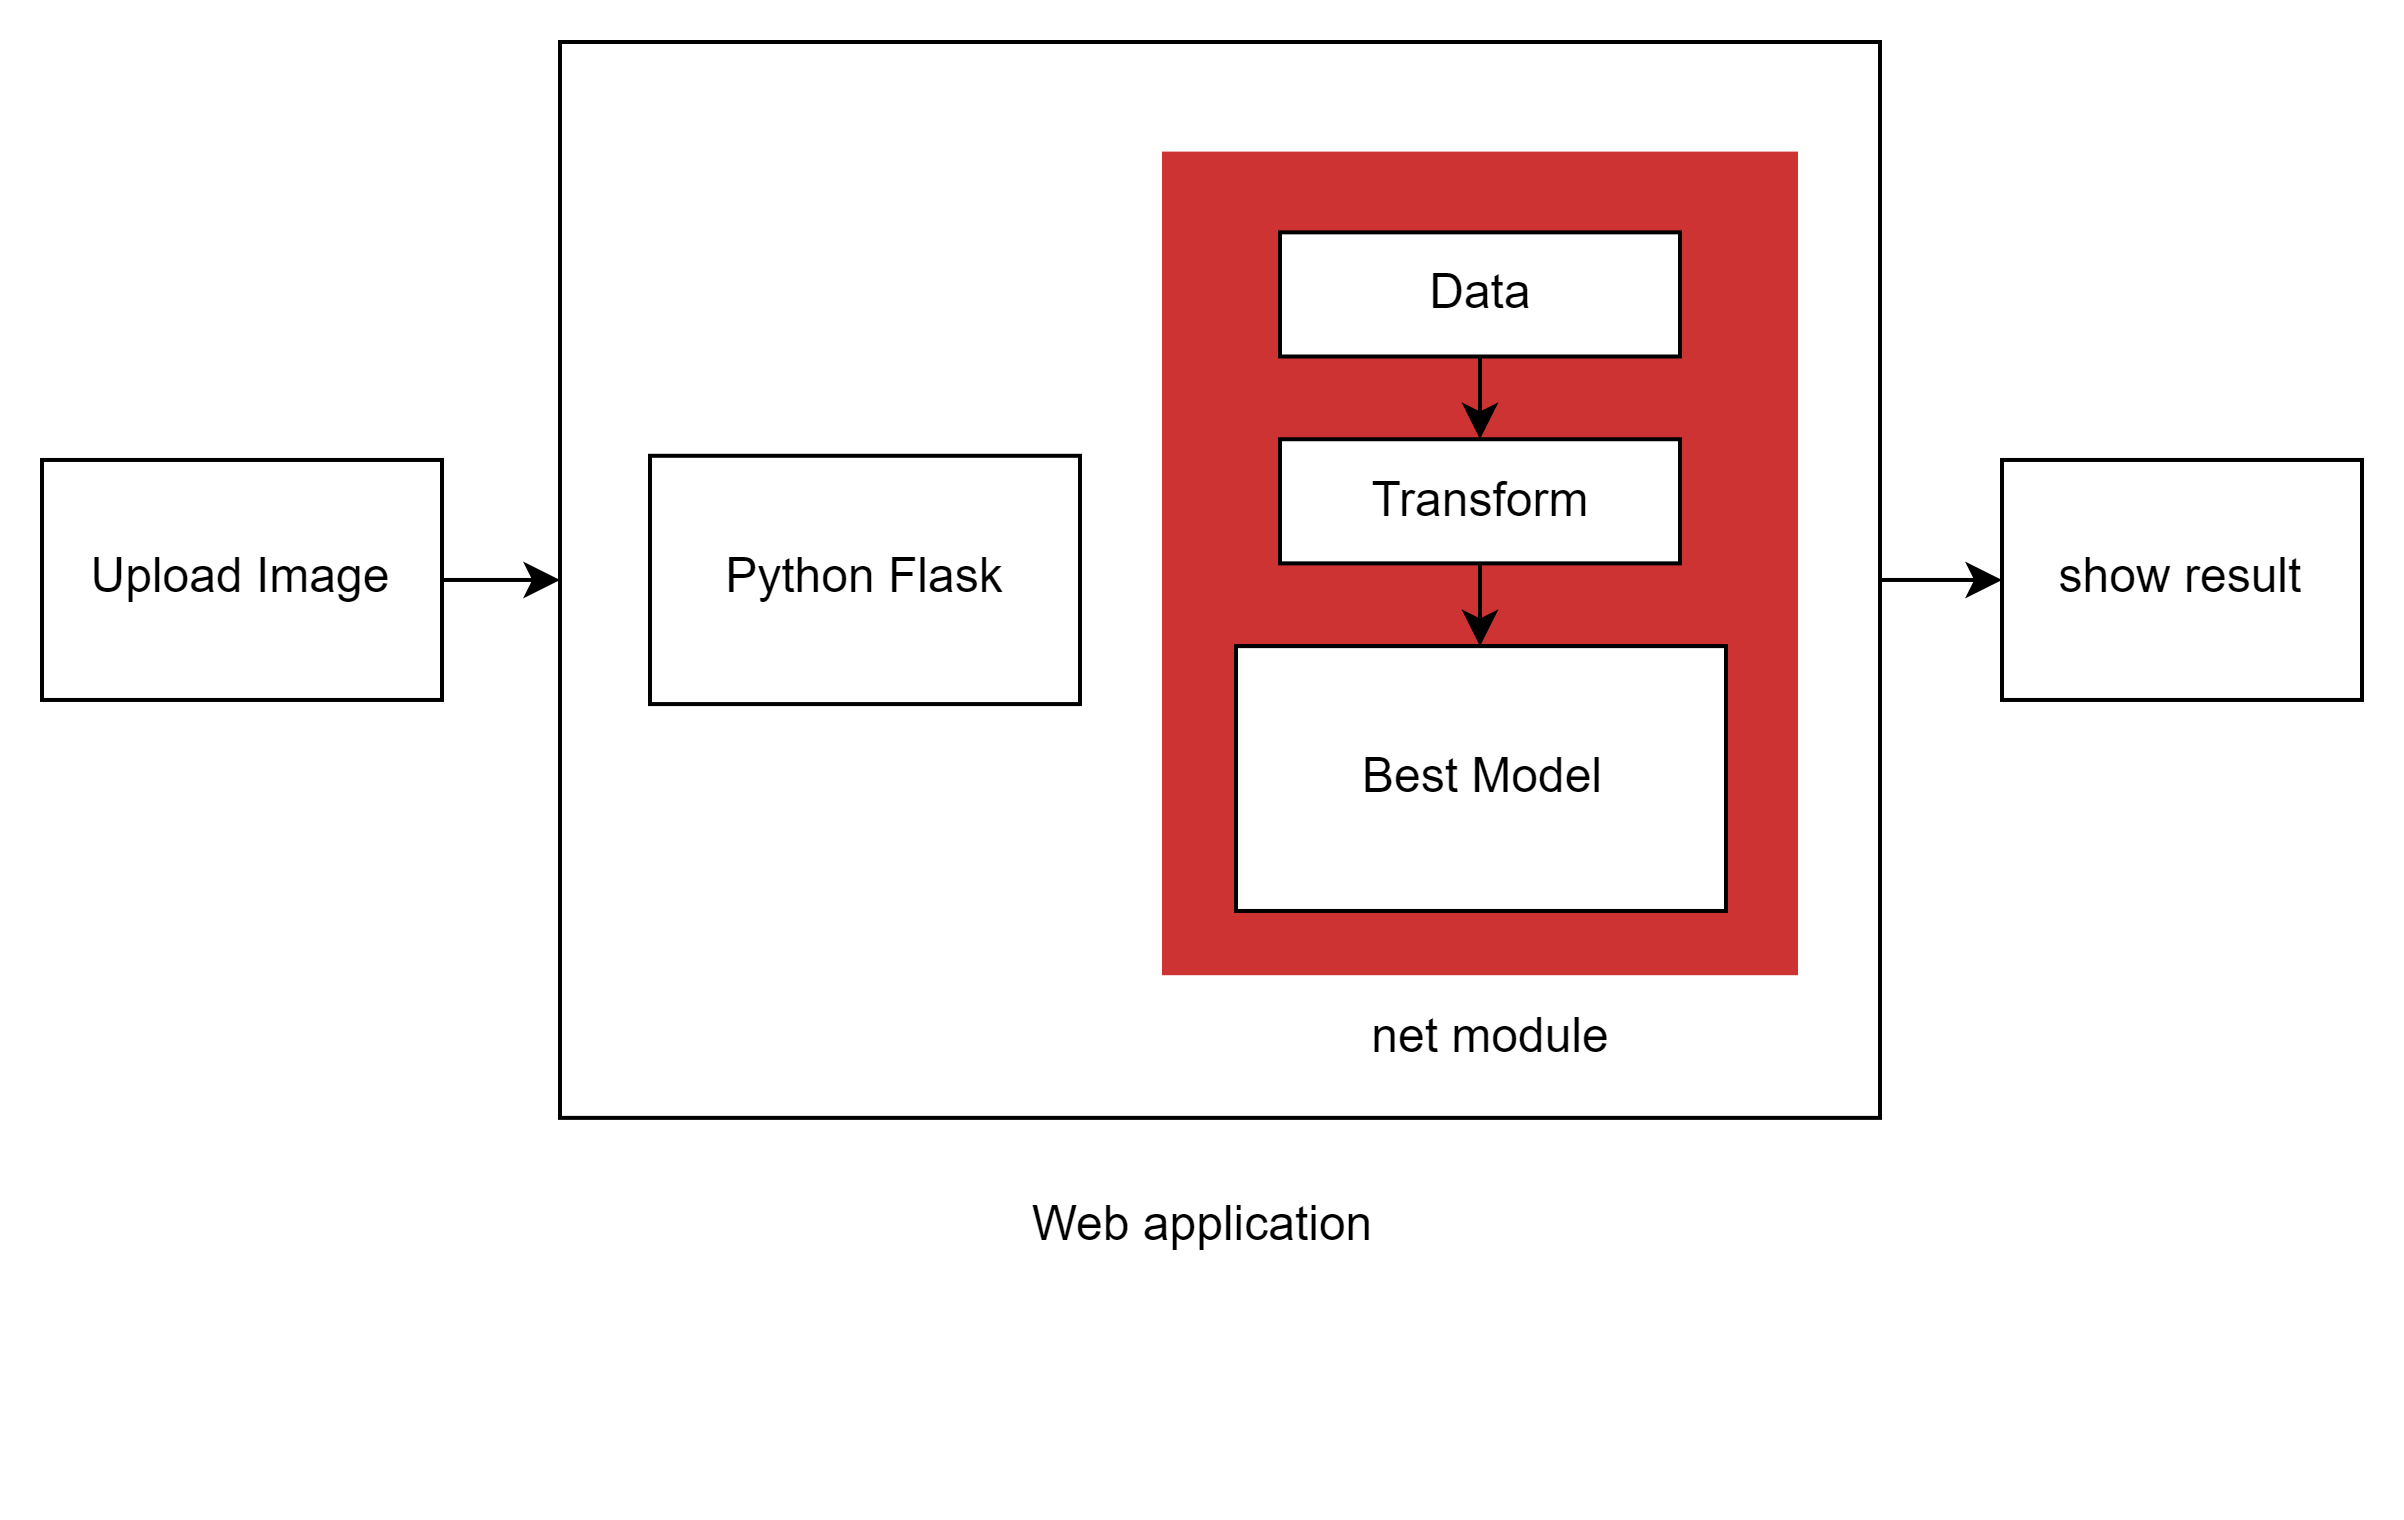 Upload Image
Python Flask
Data
Transform
Best Model
net module
show result
Web application